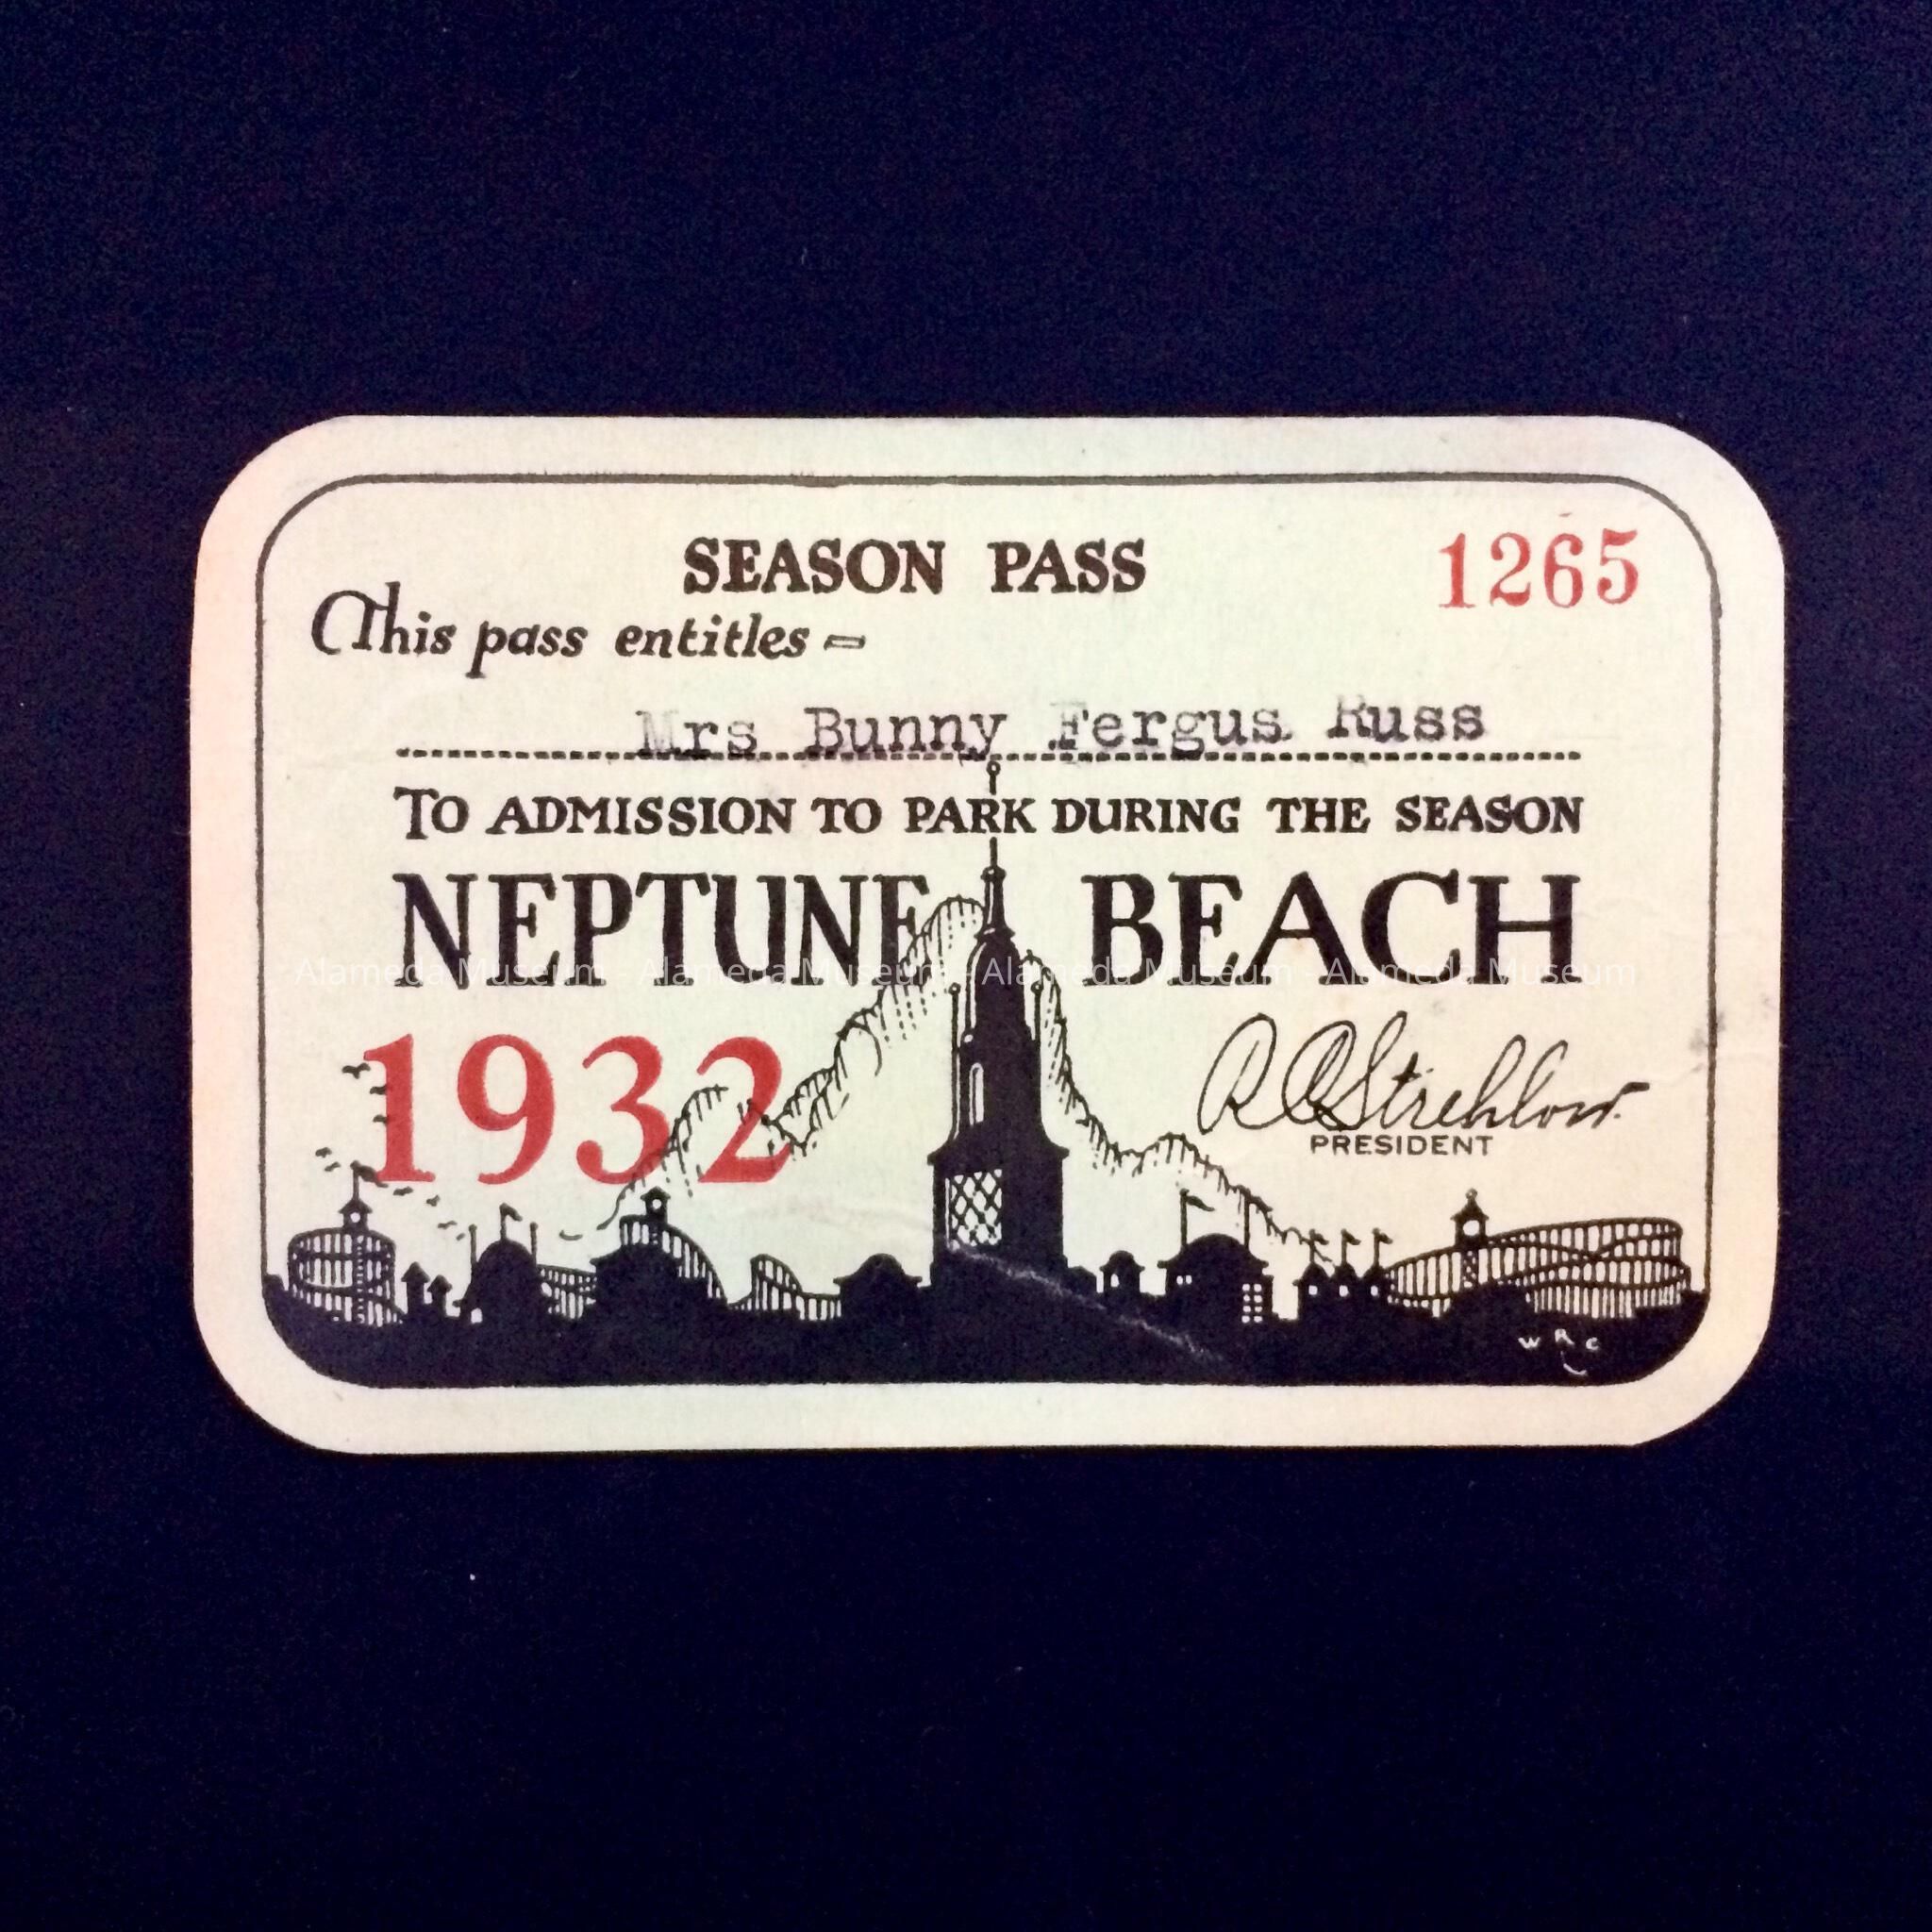 SEASON PASS
1265
This pass entitles =
Mrs Bunny Fergus Russ
TO ADMISSION TO PARK DURING THE SEASON
NEPTUNE BEACH
Alameda Museum - Alameda Museum - Alameda Museum - Alameda Museum
1932
R C Strehlow.
PRESIDENT
W R C